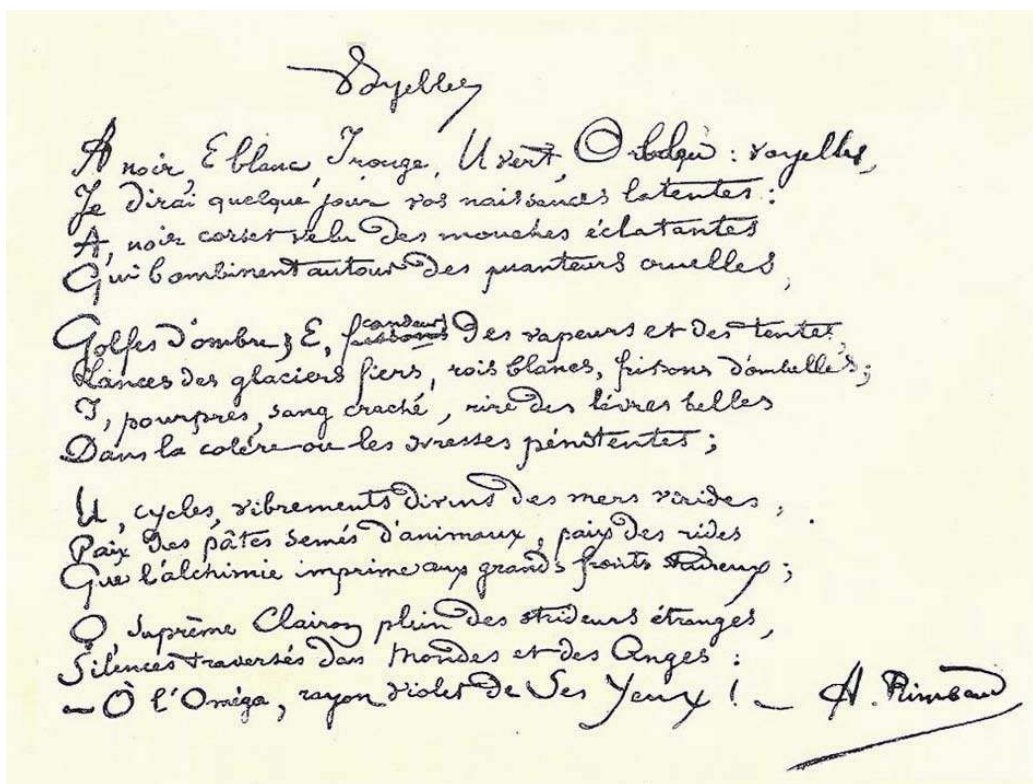 Voyelles
A noir, E blanc, I rouge, U vert, O bleu : voyelles,
Je dirai quelque jour vos naissances latentes :
A, noir corset velu des mouches éclatantes
Qui bombinent autour des puanteurs cruelles,
Golfes d'ombre ; E, frissons candeurs des vapeurs et des tentes,
Lances des glaciers fiers, rois blancs, frissons d'ombelles ;
I, pourpres, sang craché, rire des lèvres belles
Dans la colère ou les ivresses pénitentes ;
U, cycles, vibrements divins des mers virides,
Paix des pâtis semés d'animaux, paix des rides
Que l'alchimie imprime aux grands fronts studieux ;
O, suprême Clairon plein des strideurs étranges,
Silences traversés des Mondes et des Anges :
— O l'Oméga, rayon violet de Ses Yeux ! —
A. Rimbaud